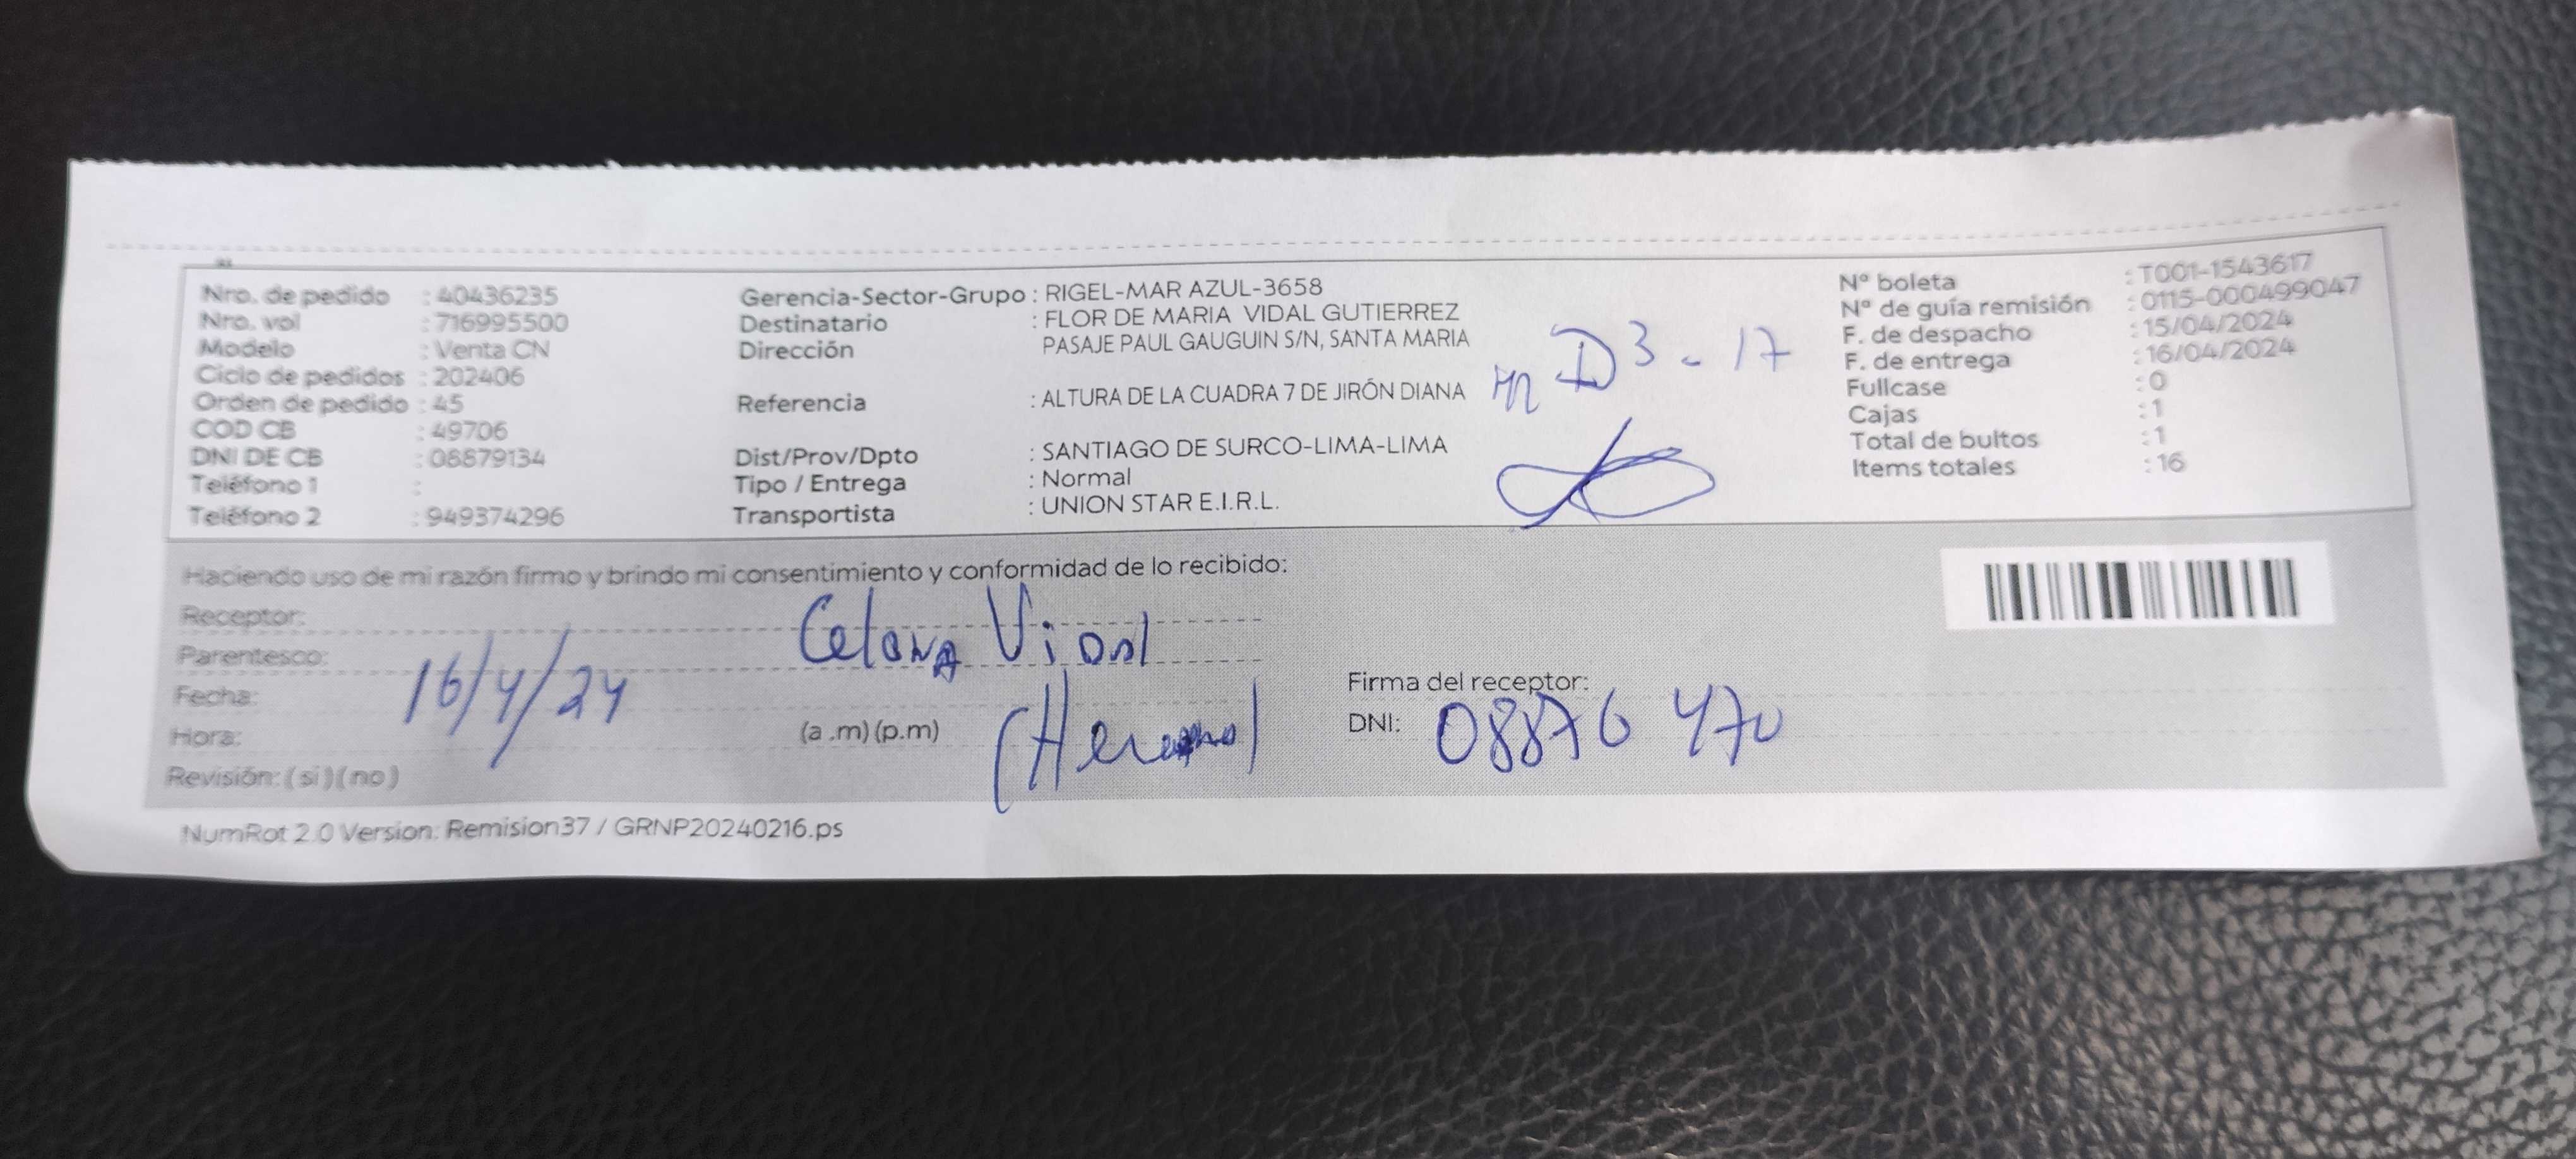 Nro. de pedido : 40436235
Nro. vol : 716995500
Modelo : Venta CN
Ciclo de pedidos : 202406
Orden de pedido : 45
COD CB : 49706
DNI DE CB : 08879134
Teléfono 1 :
Teléfono 2 : 949374296
Gerencia-Sector-Grupo : RIGEL-MAR AZUL-3658
Destinatario : FLOR DE MARIA VIDAL GUTIERREZ
Dirección PASAJE PAUL GAUGUIN S/N, SANTA MARIA
Referencia : ALTURA DE LA CUADRA 7 DE JIRÓN DIANA
Dist/Prov/Dpto : SANTIAGO DE SURCO-LIMA-LIMA
Tipo / Entrega : Normal
Transportista : UNION STAR E.I.R.L.
D3 - 17
Nº boleta : T001-1543617
Nº de guía remisión : 0115-000499047
F. de despacho : 15/04/2024
F. de entrega : 16/04/2024
Fullcase : 0
Cajas : 1
Total de bultos : 1
Items totales : 16
Haciendo uso de mi razón firmo y brindo mi consentimiento y conformidad de lo recibido:
Receptor: Vidal
Parentesco:
Fecha: 16/4/24
Hora: (a .m) (p.m)
Revisión: ( si ) ( no )
Firma del receptor:
DNI: 08876470
NumRot 2.0 Version: Remision37 / GRNP20240216.ps